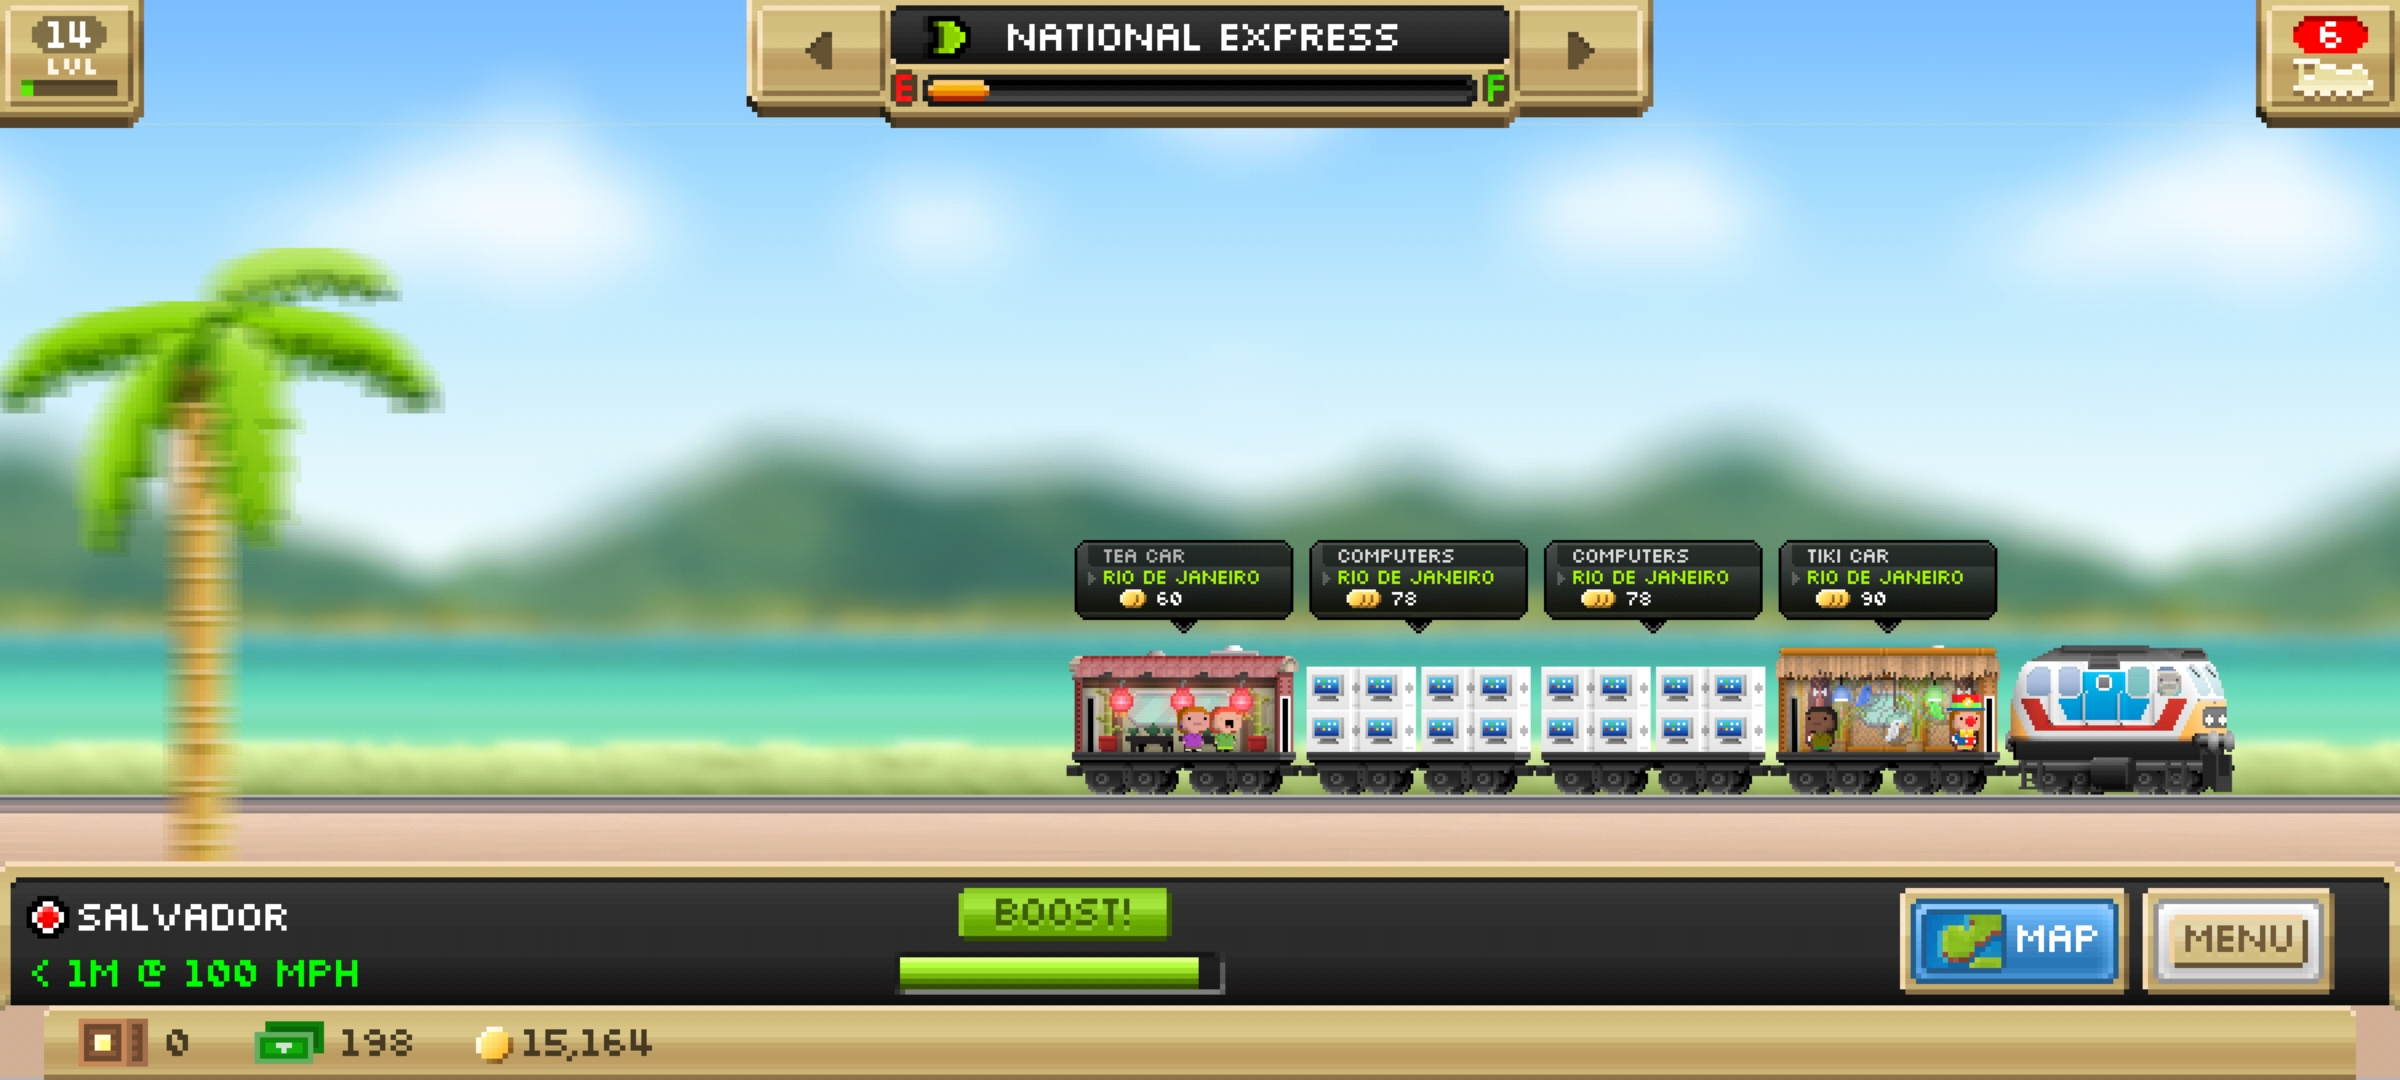 14
LVL
NATIONAL EXPRESS
E
F
6
TEA CAR
RIO DE JANEIRO
60
COMPUTERS
RIO DE JANEIRO
78
COMPUTERS
RIO DE JANEIRO
78
TIKI CAR
RIO DE JANEIRO
90
SALVADOR
< 1M @ 100 MPH
BOOST!
MAP
MENU
0
198
15,164